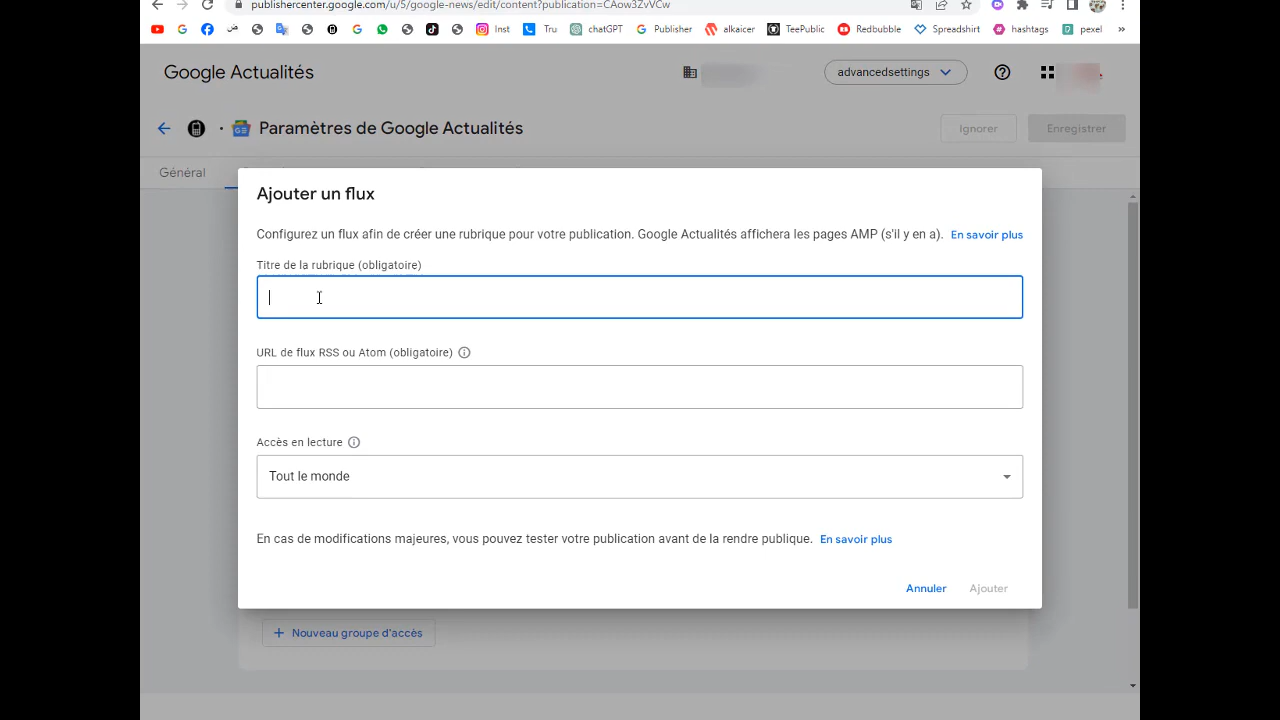 publishercenter.google.com/u/5/google-news/edit/content?publication=CAow3ZvVCw
ض Inst Tru chatGPT Publisher alkaicer TeePublic Redbubble Spreadshirt hashtags pexel »
Google Actualités advancedsettings
Paramètres de Google Actualités Ignorer Enregistrer
Général
Ajouter un flux
Configurez un flux afin de créer une rubrique pour votre publication. Google Actualités affichera les pages AMP (s'il y en a). En savoir plus
Titre de la rubrique (obligatoire)
URL de flux RSS ou Atom (obligatoire)
Accès en lecture
Tout le monde
En cas de modifications majeures, vous pouvez tester votre publication avant de la rendre publique. En savoir plus
Annuler Ajouter
+ Nouveau groupe d'accès